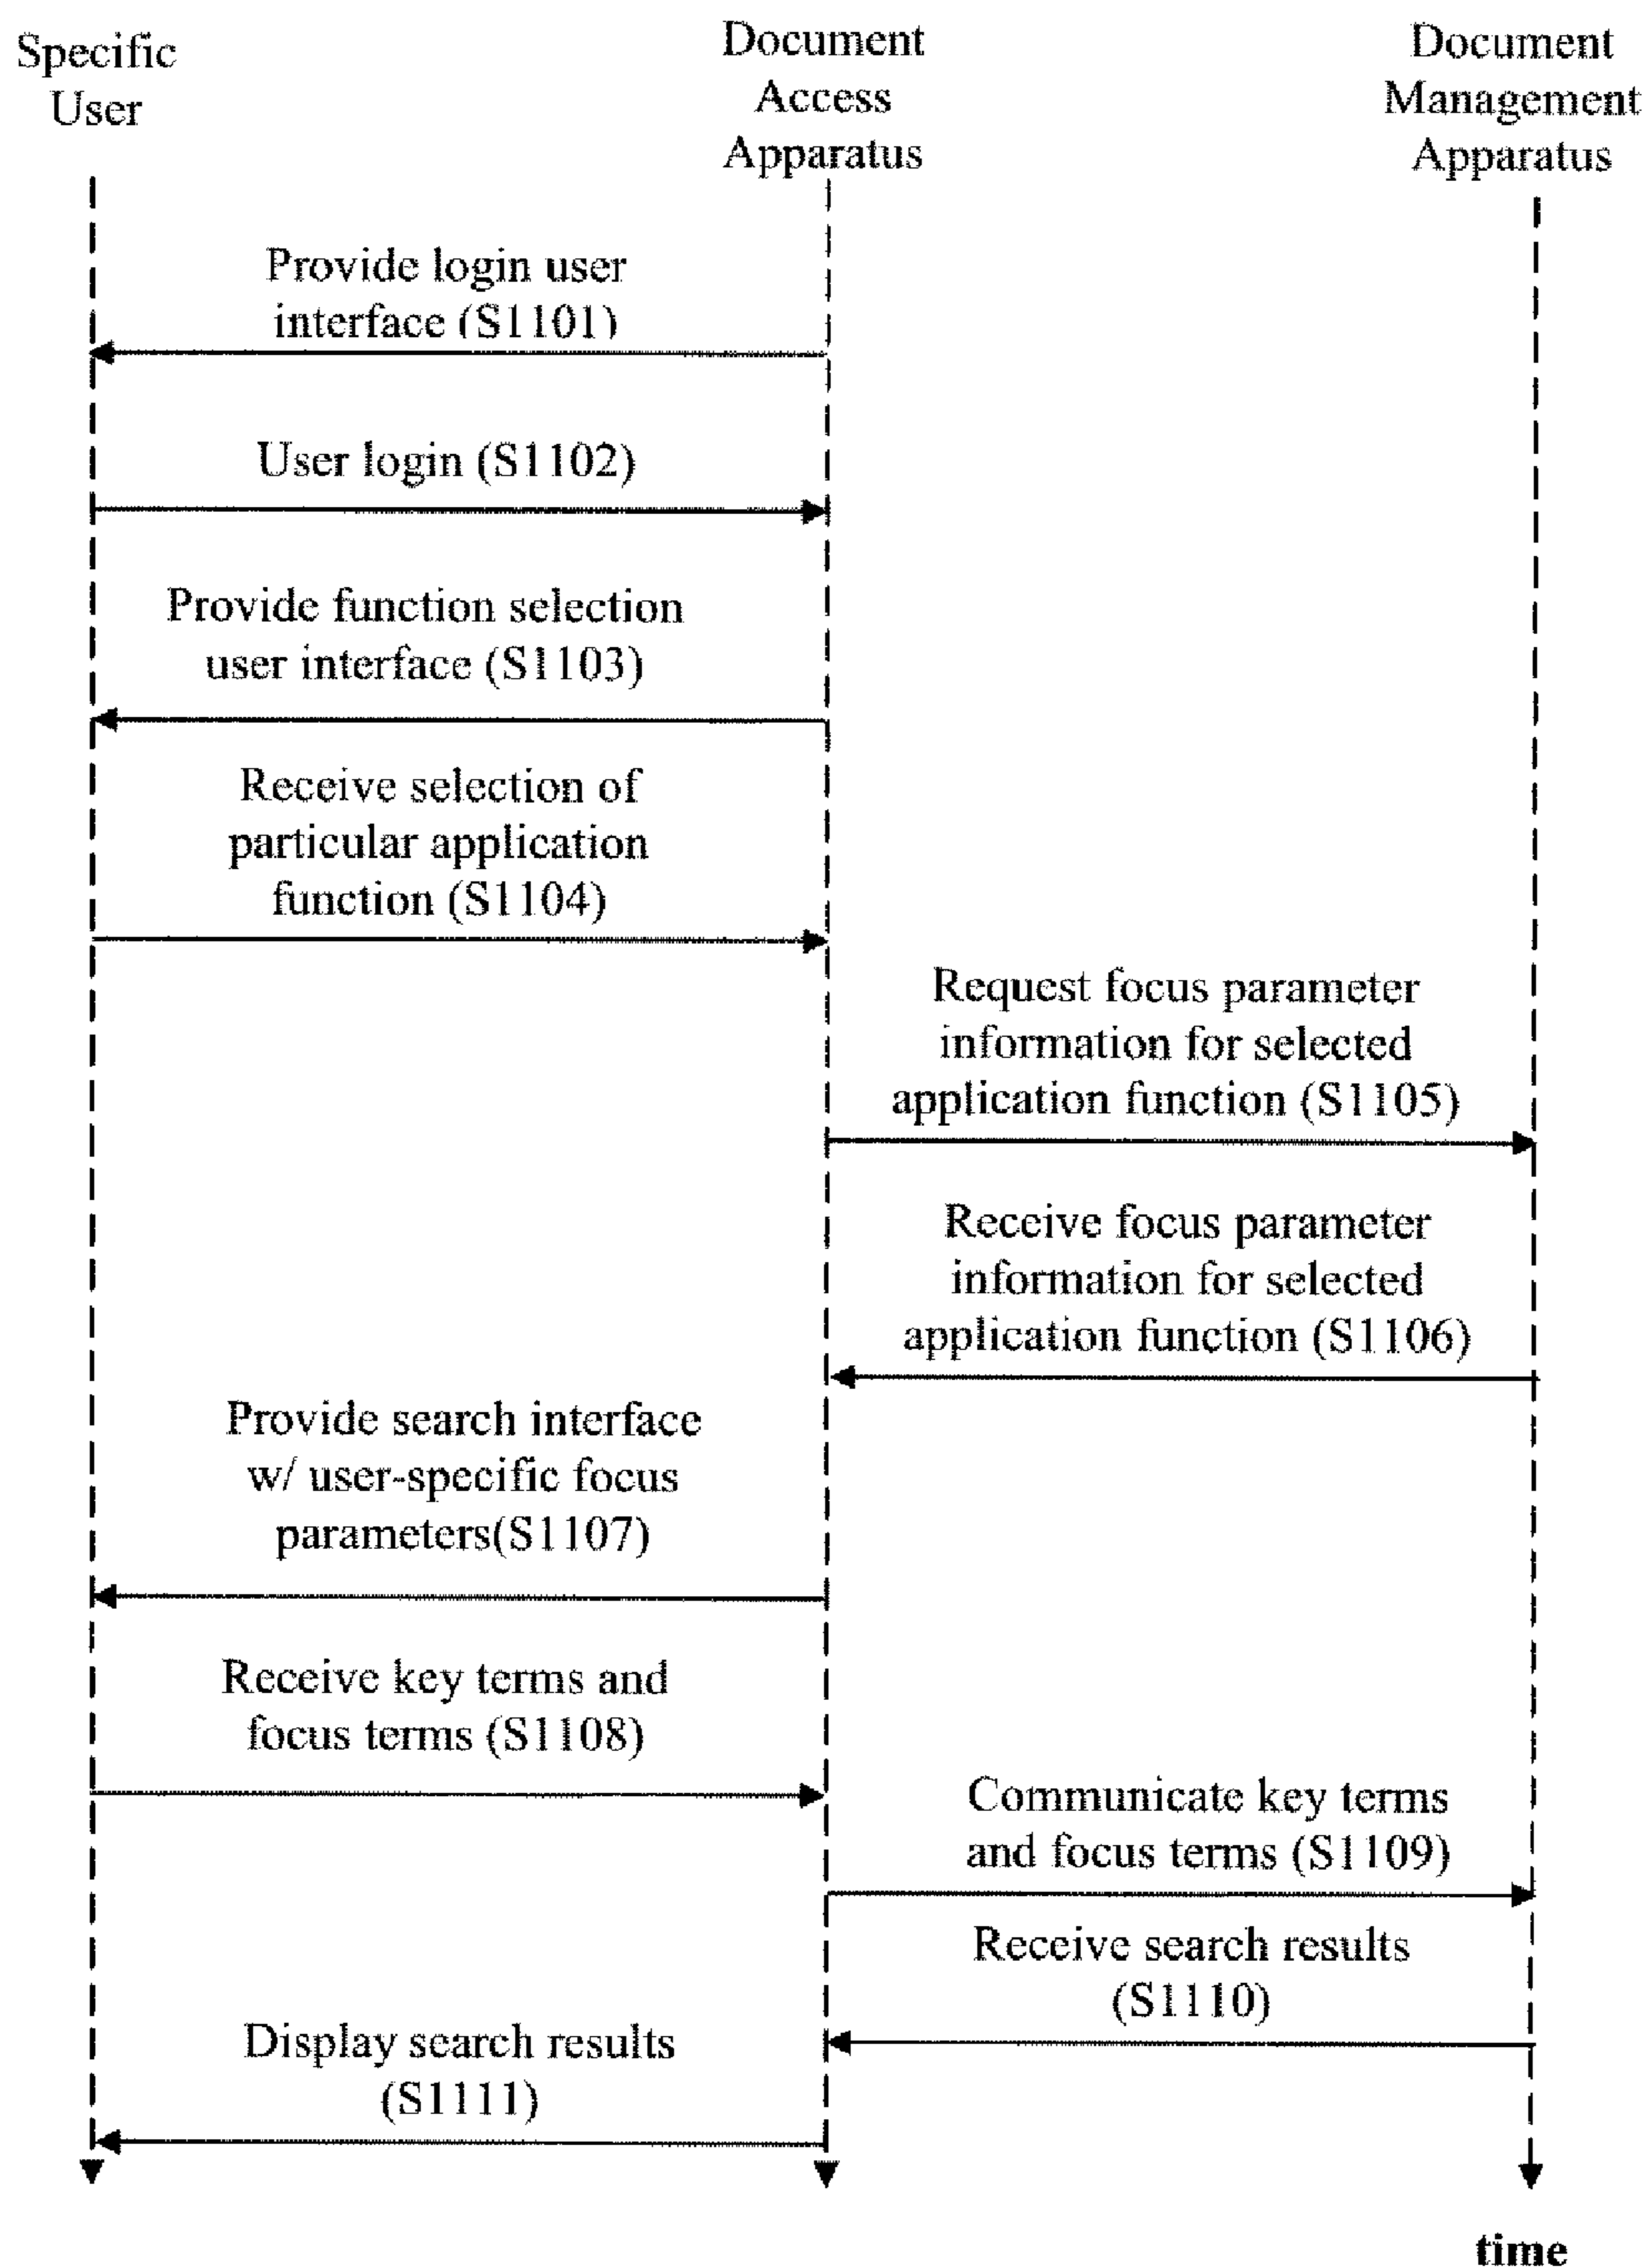 Specific
User
Document
Access
Apparatus
Document
Management
Apparatus
Provide login user
interface (S1101)
User login (S1102)
Provide function selection
user interface (S1103)
Receive selection of
particular application
function (S1104)
Request focus parameter
information for selected
application function (S1105)
Receive focus parameter
information for selected
application function (S1106)
Provide search interface
w/ user-specific focus
parameters(S1107)
Receive key terms and
focus terms (S1108)
Communicate key terms
and focus terms (S1109)
Receive search results
(S1110)
Display search results
(S1111)
time